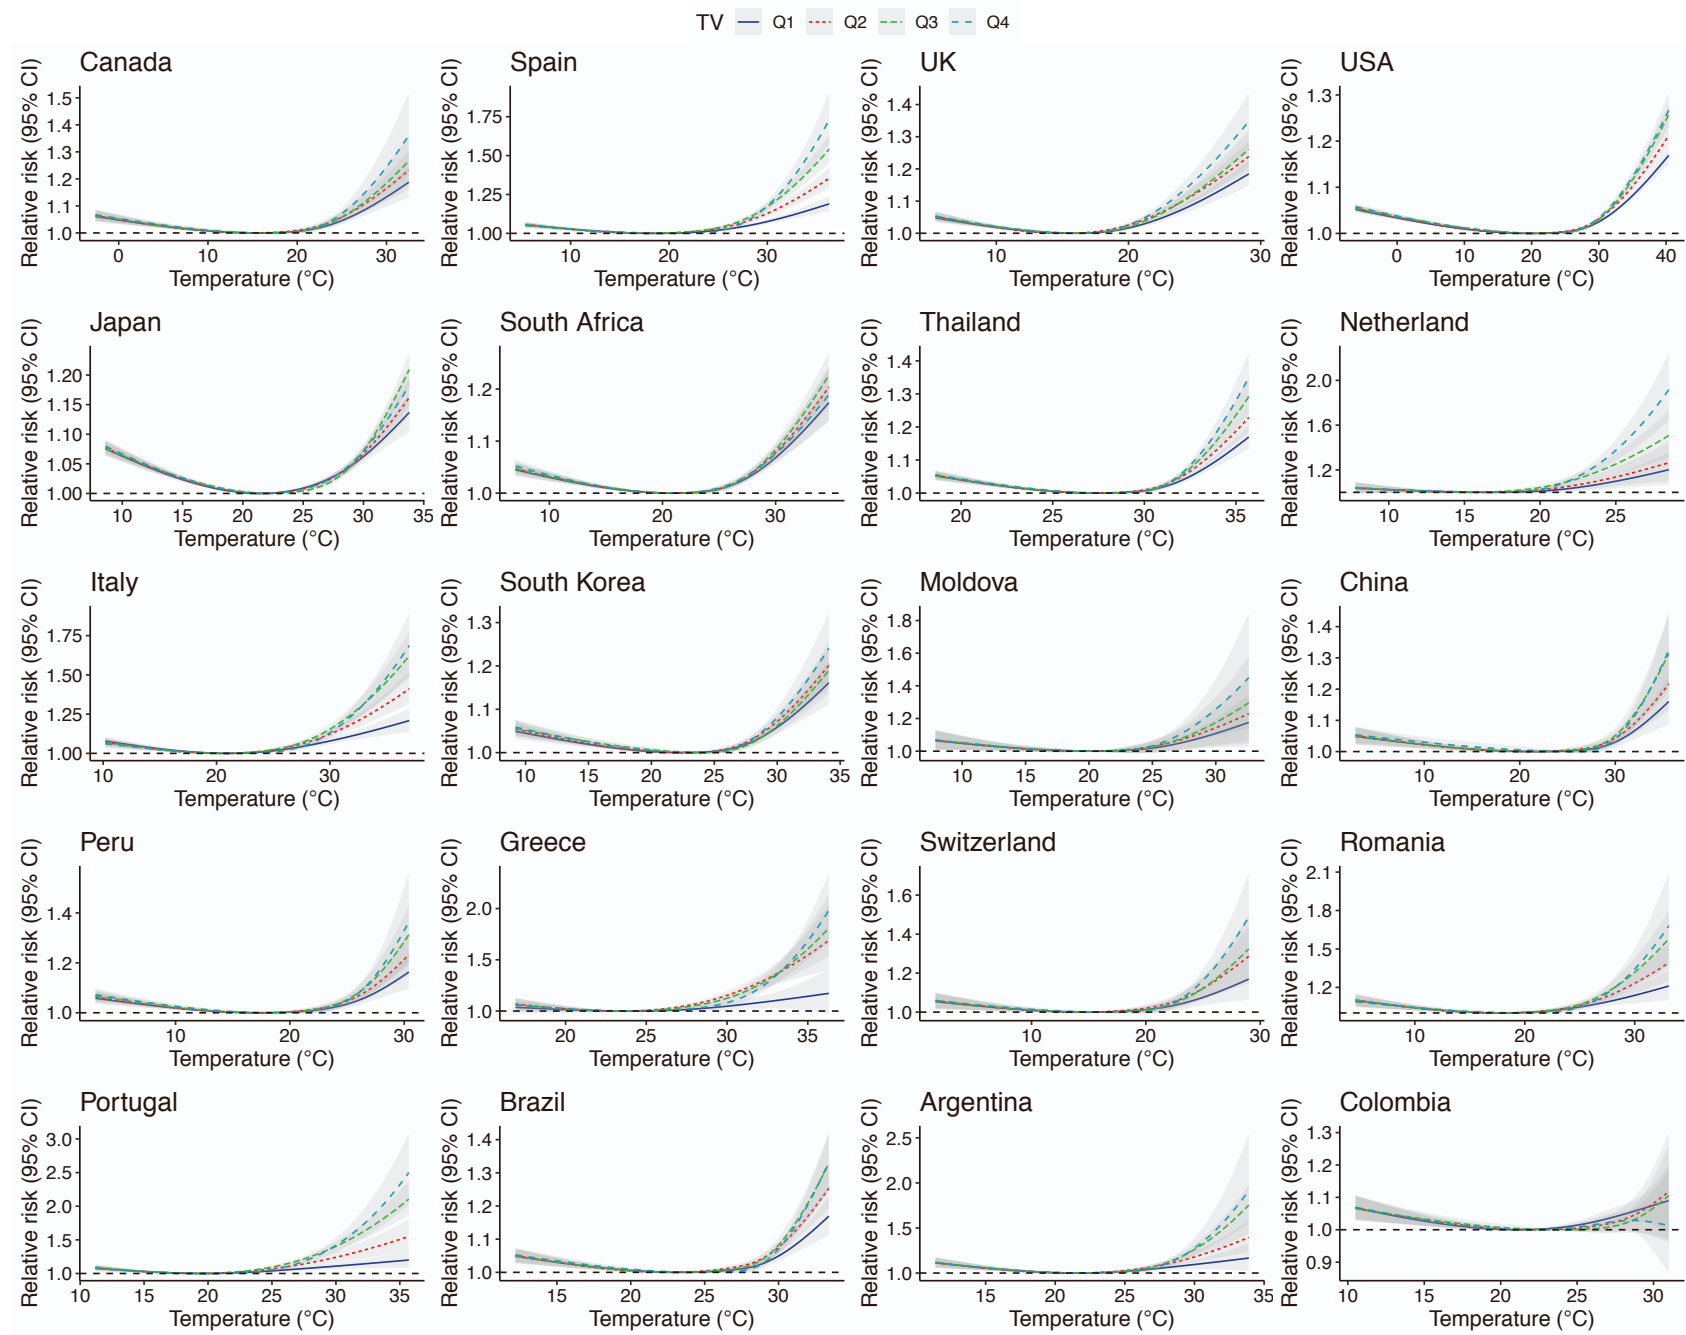 TV Q1 Q2 Q3 Q4
Canada
Relative risk (95% CI)
1.5
1.4
1.3
1.2
1.1
1.0
0 10 20 30
Temperature (°C)
Spain
Relative risk (95% CI)
1.75
1.50
1.25
1.00
10 20 30
Temperature (°C)
UK
Relative risk (95% CI)
1.4
1.3
1.2
1.1
1.0
10 20 30
Temperature (°C)
USA
Relative risk (95% CI)
1.3
1.2
1.1
1.0
0 10 20 30 40
Temperature (°C)
Japan
Relative risk (95% CI)
1.20
1.15
1.10
1.05
1.00
10 15 20 25 30 35
Temperature (°C)
South Africa
Relative risk (95% CI)
1.2
1.1
1.0
10 20 30
Temperature (°C)
Thailand
Relative risk (95% CI)
1.4
1.3
1.2
1.1
1.0
20 25 30 35
Temperature (°C)
Netherland
Relative risk (95% CI)
2.0
1.6
1.2
10 15 20 25
Temperature (°C)
Italy
Relative risk (95% CI)
1.75
1.50
1.25
1.00
10 20 30
Temperature (°C)
South Korea
Relative risk (95% CI)
1.3
1.2
1.1
1.0
10 15 20 25 30 35
Temperature (°C)
Moldova
Relative risk (95% CI)
1.8
1.6
1.4
1.2
1.0
10 15 20 25 30
Temperature (°C)
China
Relative risk (95% CI)
1.4
1.3
1.2
1.1
1.0
10 20 30
Temperature (°C)
Peru
Relative risk (95% CI)
1.4
1.2
1.0
10 20 30
Temperature (°C)
Greece
Relative risk (95% CI)
2.0
1.5
1.0
20 25 30 35
Temperature (°C)
Switzerland
Relative risk (95% CI)
1.6
1.4
1.2
1.0
10 20 30
Temperature (°C)
Romania
Relative risk (95% CI)
2.1
1.8
1.5
1.2
10 20 30
Temperature (°C)
Portugal
Relative risk (95% CI)
3.0
2.5
2.0
1.5
1.0
10 15 20 25 30 35
Temperature (°C)
Brazil
Relative risk (95% CI)
1.4
1.3
1.2
1.1
1.0
15 20 25 30
Temperature (°C)
Argentina
Relative risk (95% CI)
2.5
2.0
1.5
1.0
15 20 25 30 35
Temperature (°C)
Colombia
Relative risk (95% CI)
1.3
1.2
1.1
1.0
0.9
10 15 20 25 30
Temperature (°C)